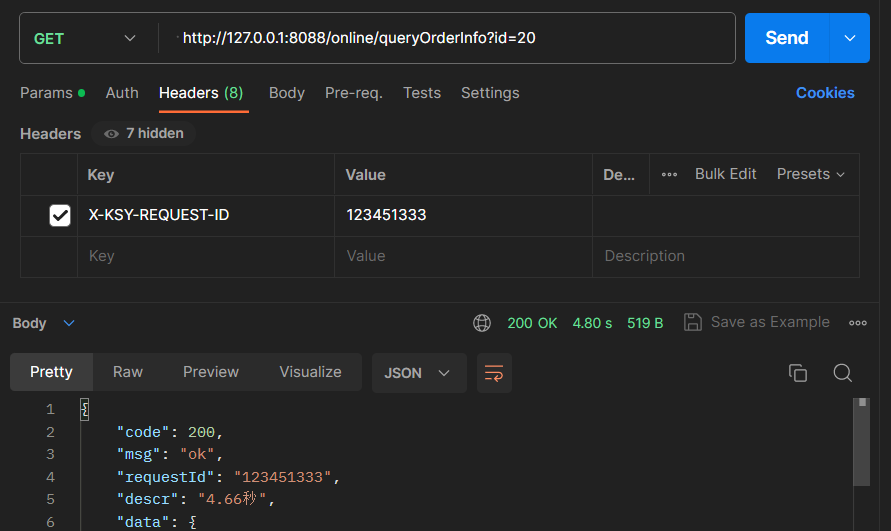 GET http://127.0.0.1:8088/online/queryOrderInfo?id=20 Send
Params Auth Headers (8) Body Pre-req. Tests Settings Cookies
Headers 7 hidden
Key Value De... Bulk Edit Presets
X-KSY-REQUEST-ID 123451333
Key Value Description
Body 200 OK 4.80 s 519 B Save as Example
Pretty Raw Preview Visualize JSON
1 {
2 "code": 200,
3 "msg": "ok",
4 "requestId": "123451333",
5 "descr": "4.66秒",
6 "data": {